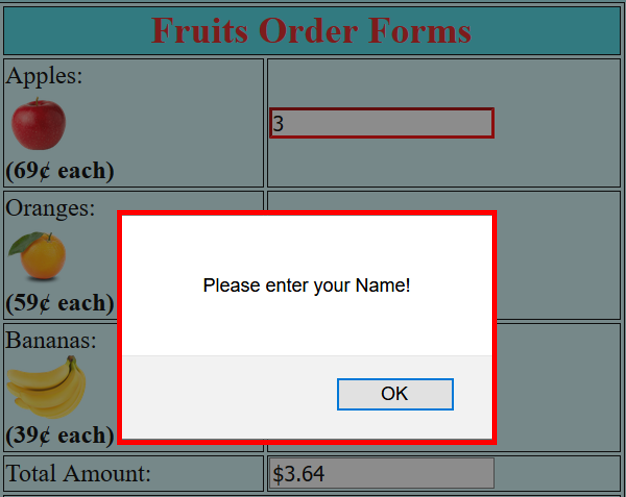 Fruits Order Forms
Apples:
3
(69¢ each)
Oranges:
(59¢ each)
Please enter your Name!
OK
Bananas:
(39¢ each)
Total Amount:
$3.64